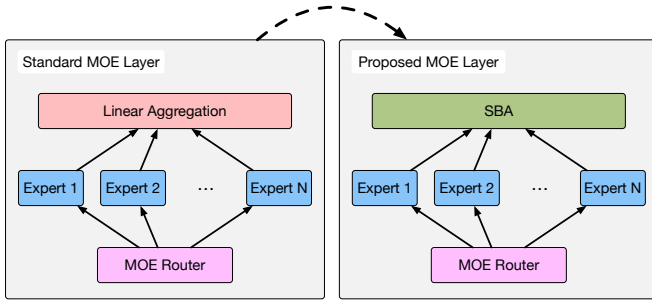 Standard MOE Layer
Linear Aggregation
Expert 1
Expert 2
...
Expert N
MOE Router
Proposed MOE Layer
SBA
Expert 1
Expert 2
...
Expert N
MOE Router